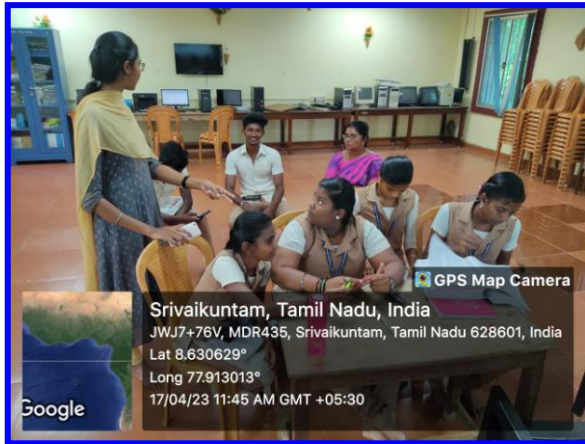 GPS Map Camera
Srivaikuntam, Tamil Nadu, India
JWJ7+76V, MDR435, Srivaikuntam, Tamil Nadu 628601, India
Lat 8.630629°
Long 77.913013°
17/04/23 11:45 AM GMT +05:30
Google